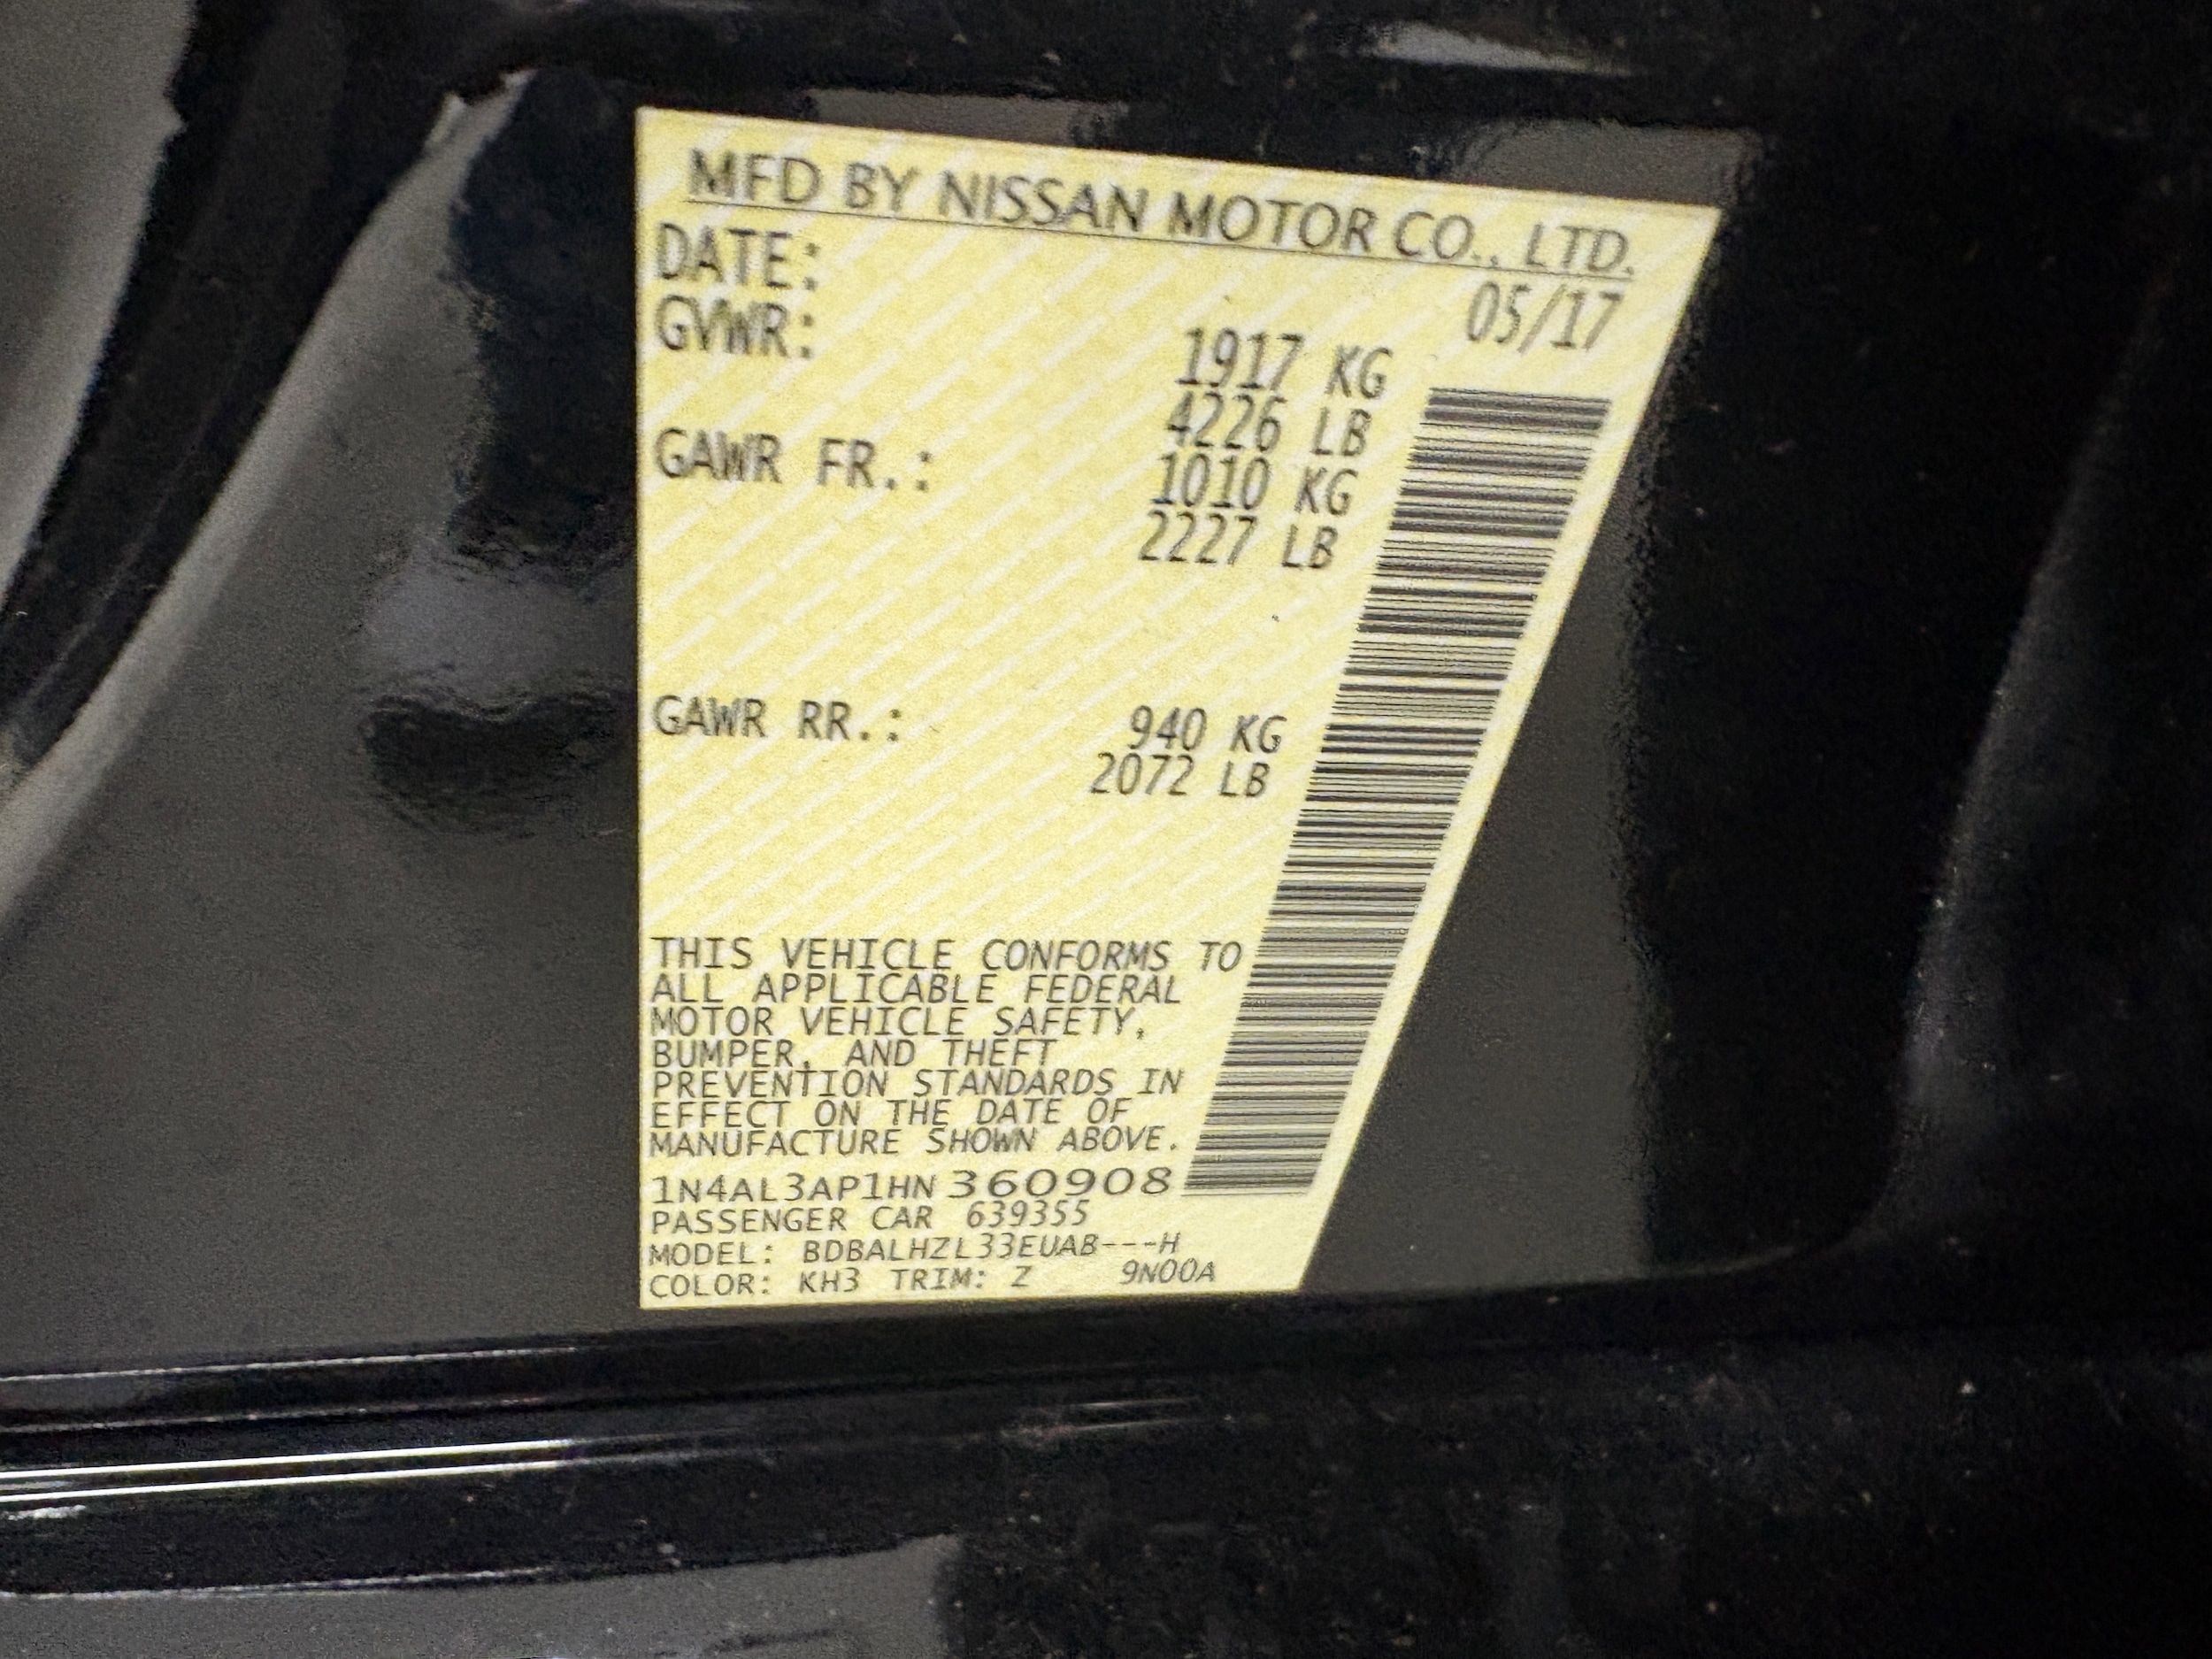 MFD BY NISSAN MOTOR CO., LTD.
DATE: 05/17
GVWR: 1917 KG
4226 LB
GAWR FR.: 1010 KG
2227 LB
GAWR RR.: 940 KG
2072 LB
THIS VEHICLE CONFORMS TO
ALL APPLICABLE FEDERAL
MOTOR VEHICLE SAFETY,
BUMPER, AND THEFT
PREVENTION STANDARDS IN
EFFECT ON THE DATE OF
MANUFACTURE SHOWN ABOVE.
1N4AL3AP1HN360908
PASSENGER CAR 639355
MODEL: BDBALHZL33EUAB---H
COLOR: KH3 TRIM: Z 9N00A